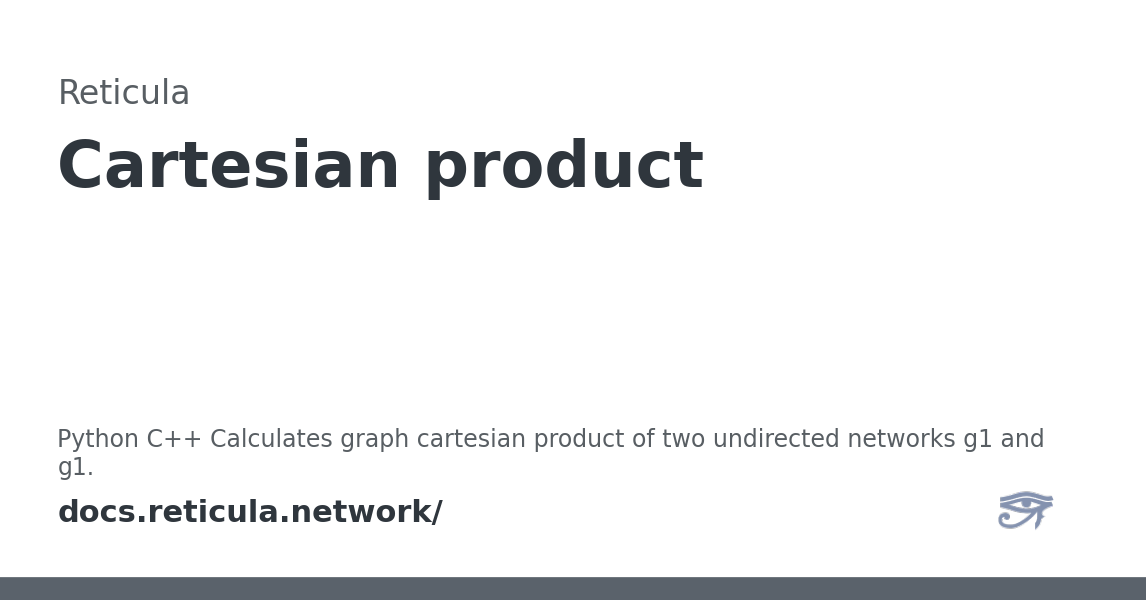 Reticula
Cartesian product
Python C++ Calculates graph cartesian product of two undirected networks g1 and
g1.
docs.reticula.network/